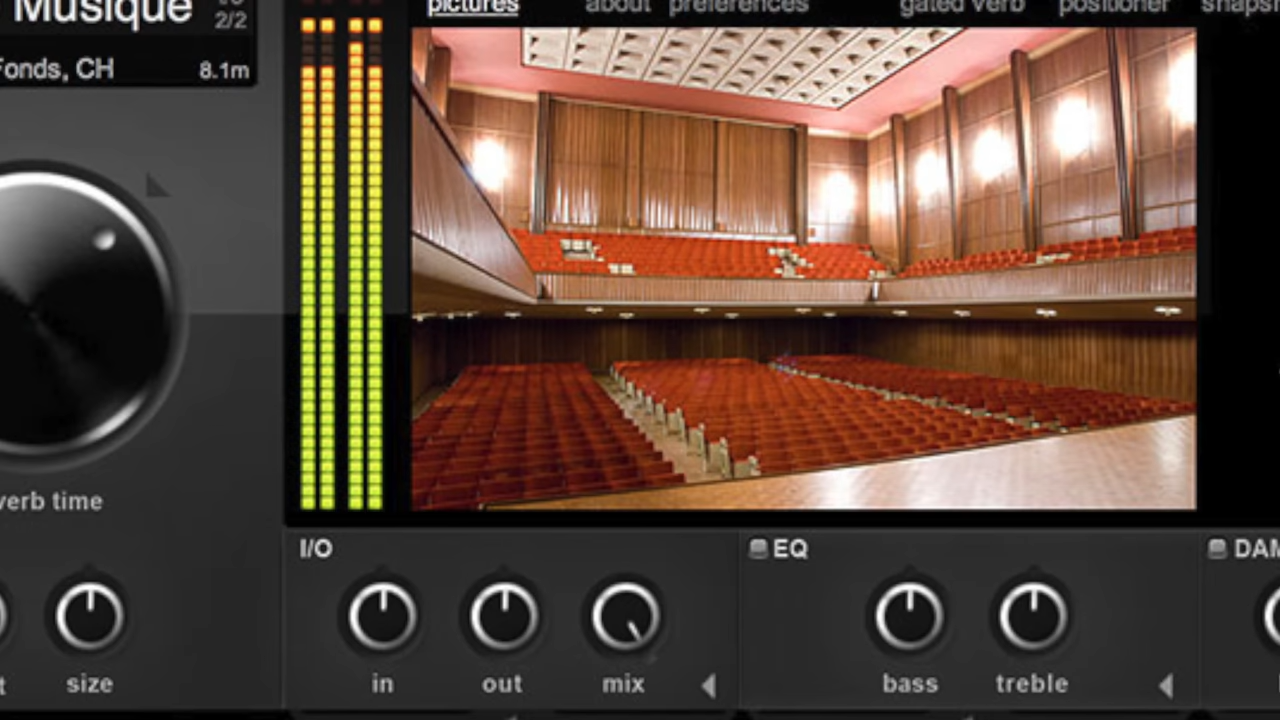 Musique
2/2
Fonds, CH 8.1m
pictures about preferences gated verb positioner
verb time
I/O EQ
size in out mix bass treble